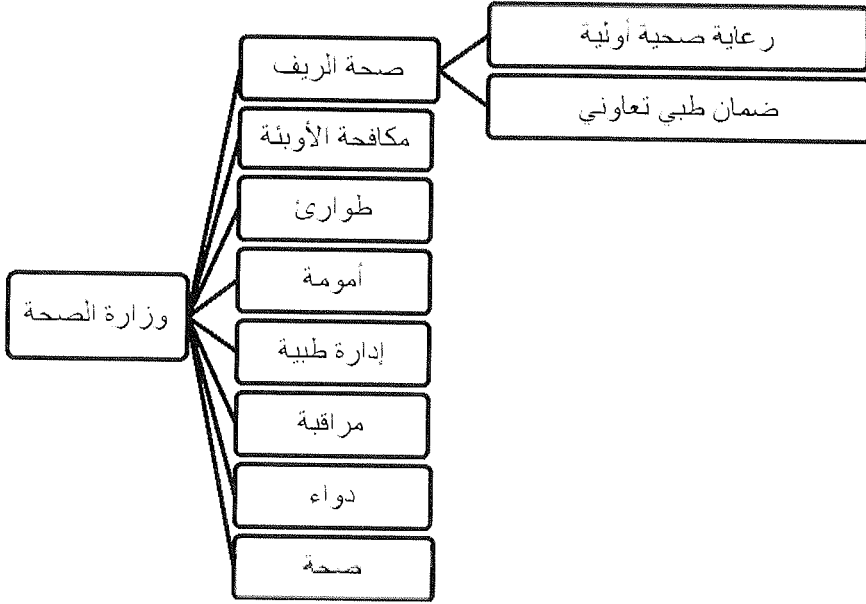 وزارة الصحة
صحة الريف
رعاية صحية أولية
ضمان طبي تعاوني
مكافحة الأوبئة
طوارئ
أمومة
إدارة طبية
مراقبة
دواء
صحة